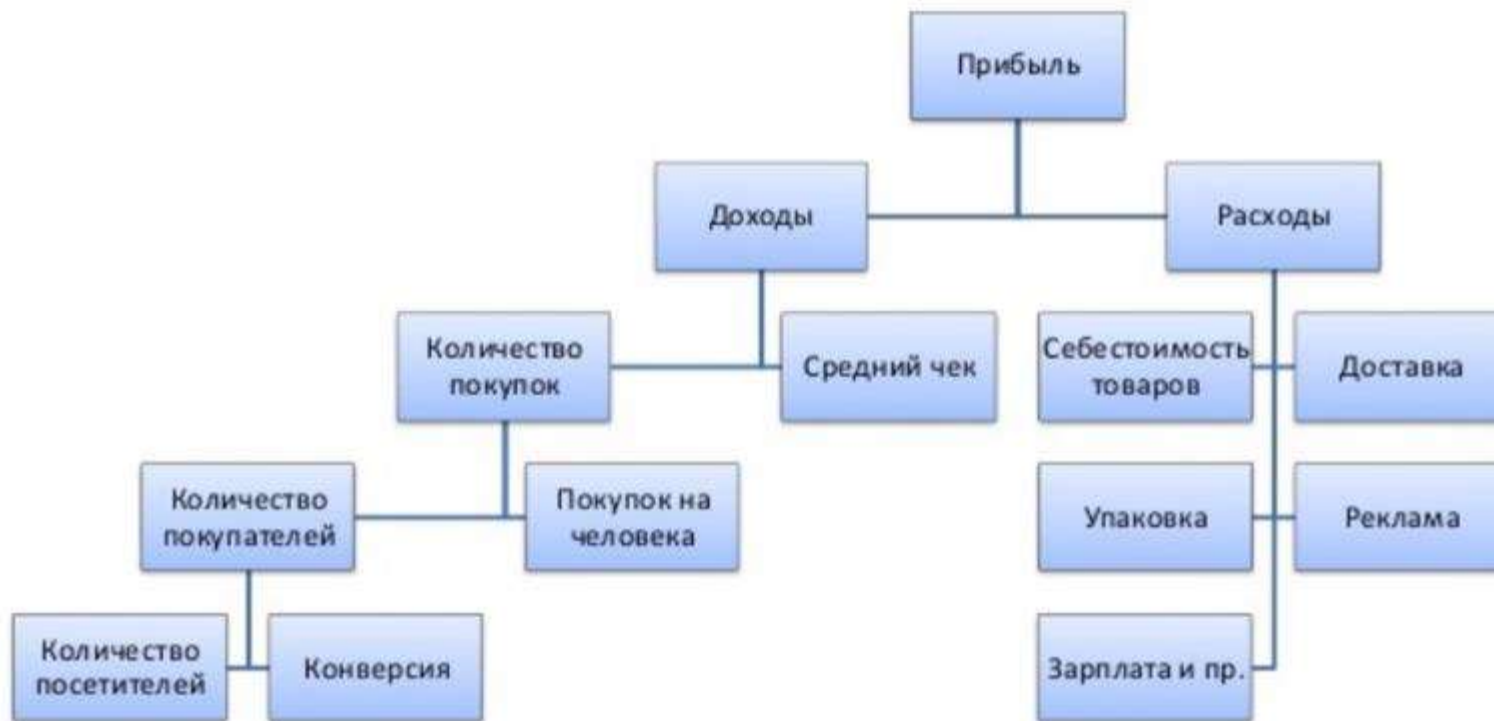 Прибыль
Доходы
Расходы
Количество
покупок
Средний чек
Себестоимость
товаров
Доставка
Количество
покупателей
Покупок на
человека
Упаковка
Реклама
Количество
посетителей
Конверсия
Зарплата и пр.